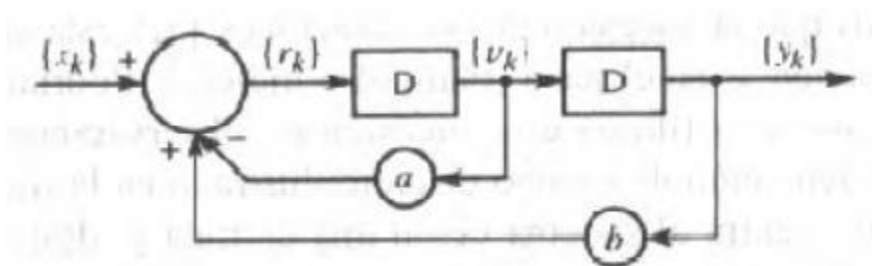 {x_k} + {r_k} D {v_k} D {y_k}
+ − a
b